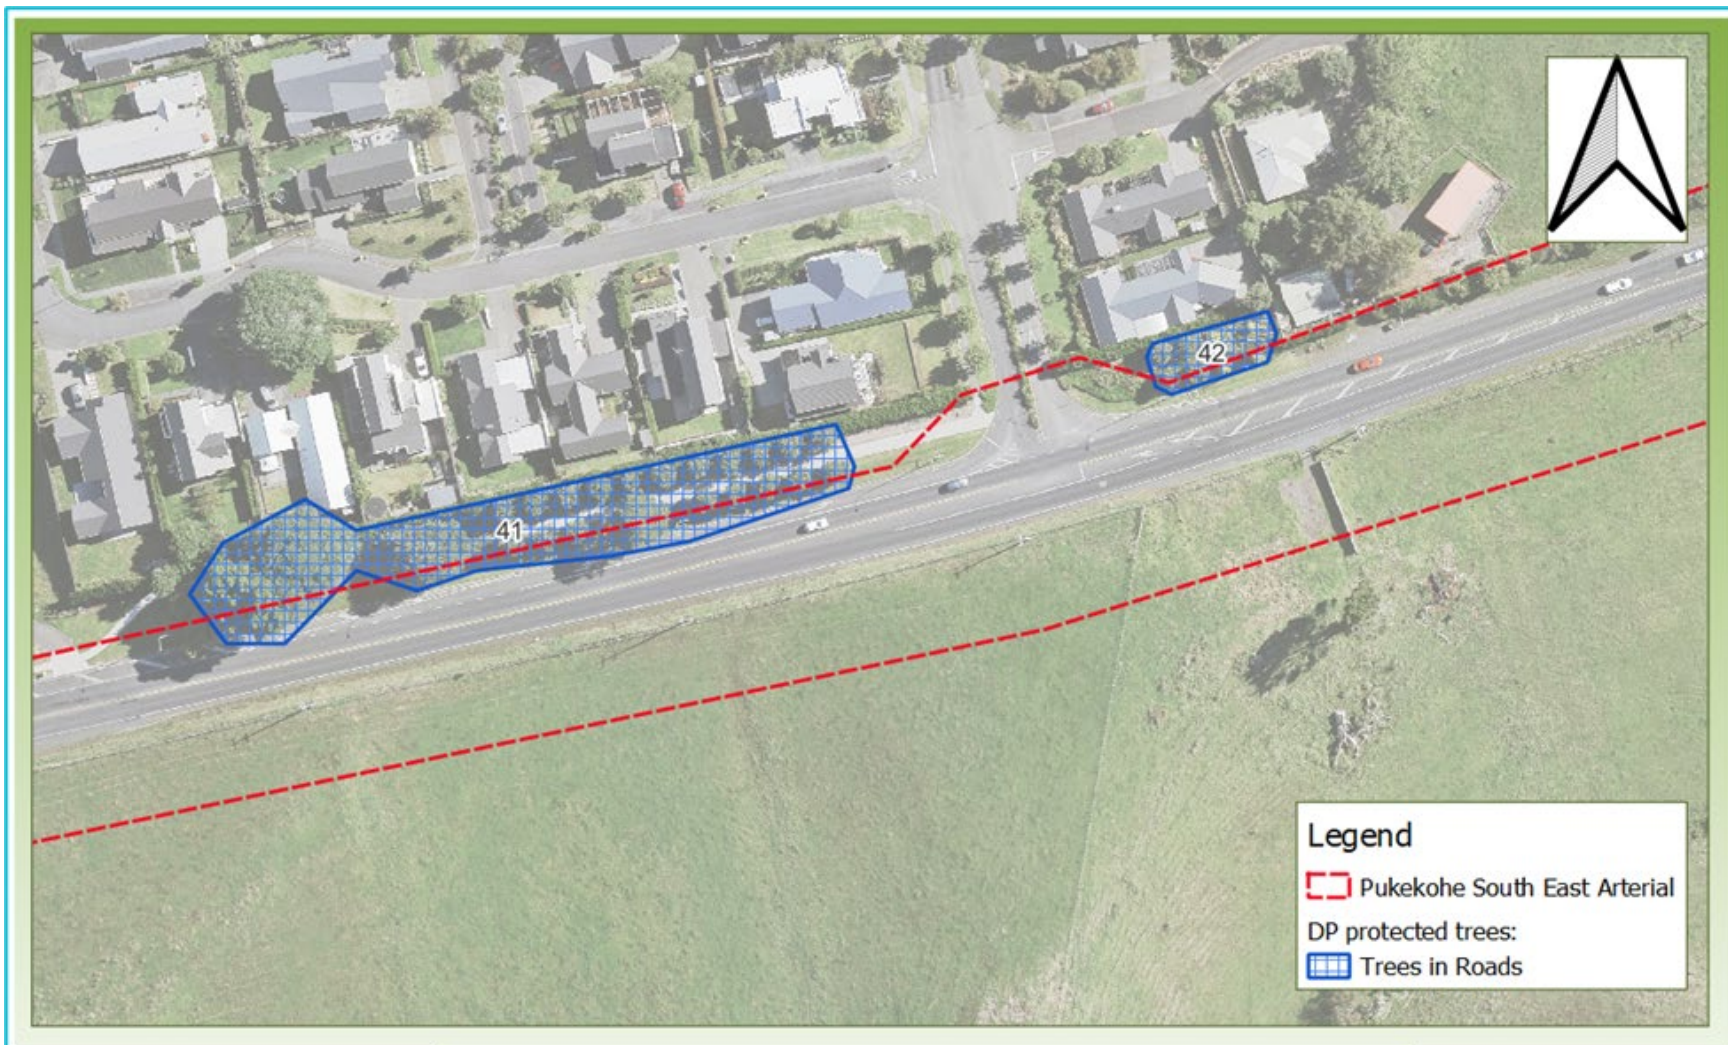 42
41
Legend
Pukekohe South East Arterial
DP protected trees:
Trees in Roads